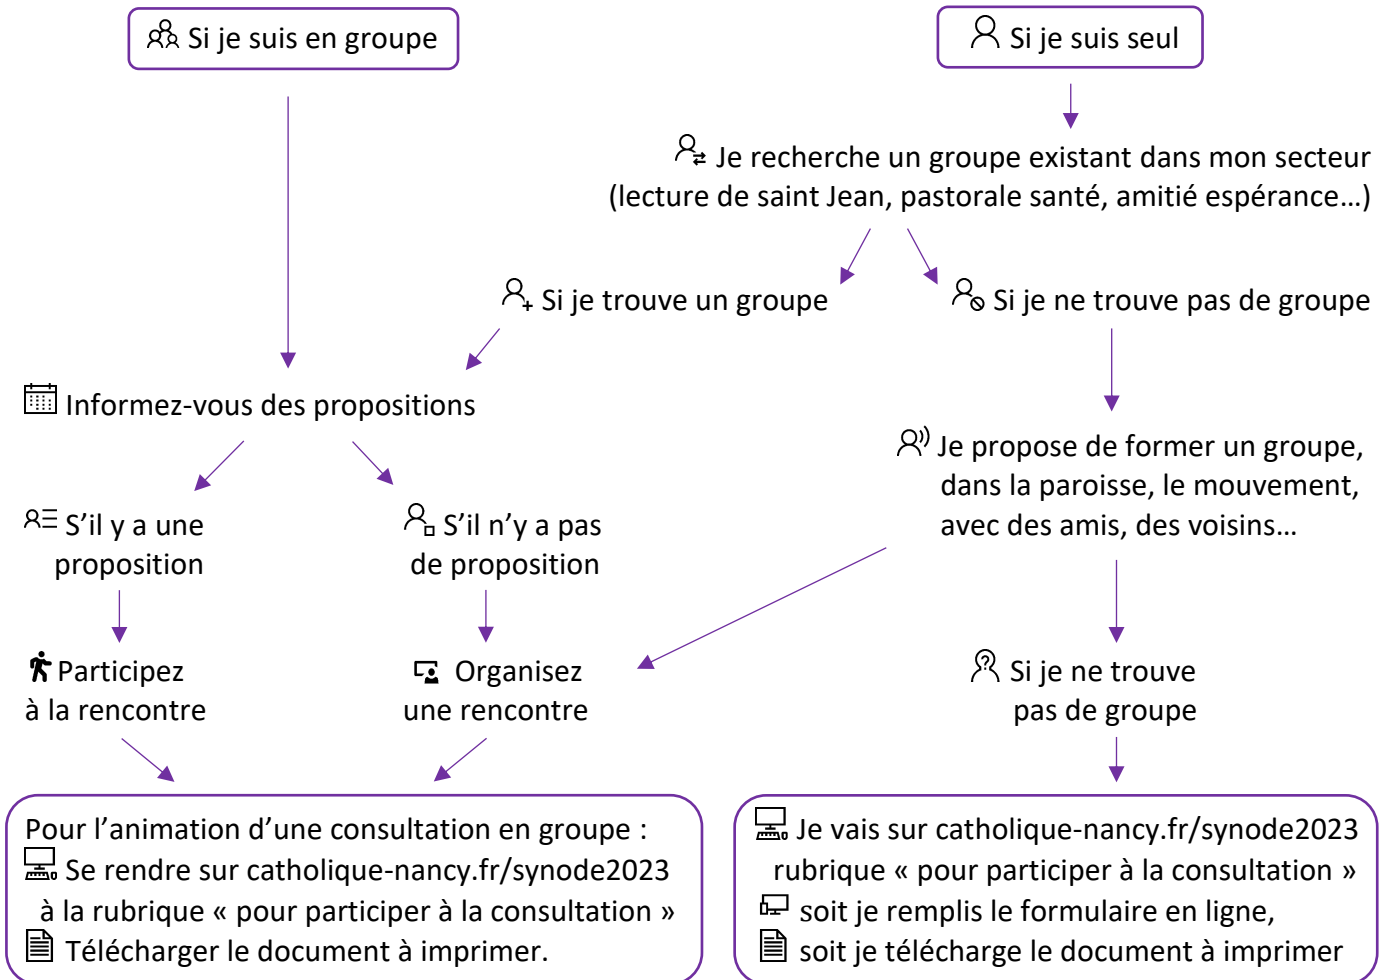 Si je suis en groupe
Si je suis seul
Je recherche un groupe existant dans mon secteur
(lecture de saint Jean, pastorale santé, amitié espérance…)
Si je trouve un groupe
Si je ne trouve pas de groupe
Informez-vous des propositions
Je propose de former un groupe,
dans la paroisse, le mouvement,
avec des amis, des voisins…
S’il y a une
proposition
S’il n’y a pas
de proposition
Participez
à la rencontre
Organisez
une rencontre
Si je ne trouve
pas de groupe
Pour l’animation d’une consultation en groupe :
Se rendre sur catholique-nancy.fr/synode2023
à la rubrique « pour participer à la consultation »
Télécharger le document à imprimer.
Je vais sur catholique-nancy.fr/synode2023
rubrique « pour participer à la consultation »
soit je remplis le formulaire en ligne,
soit je télécharge le document à imprimer